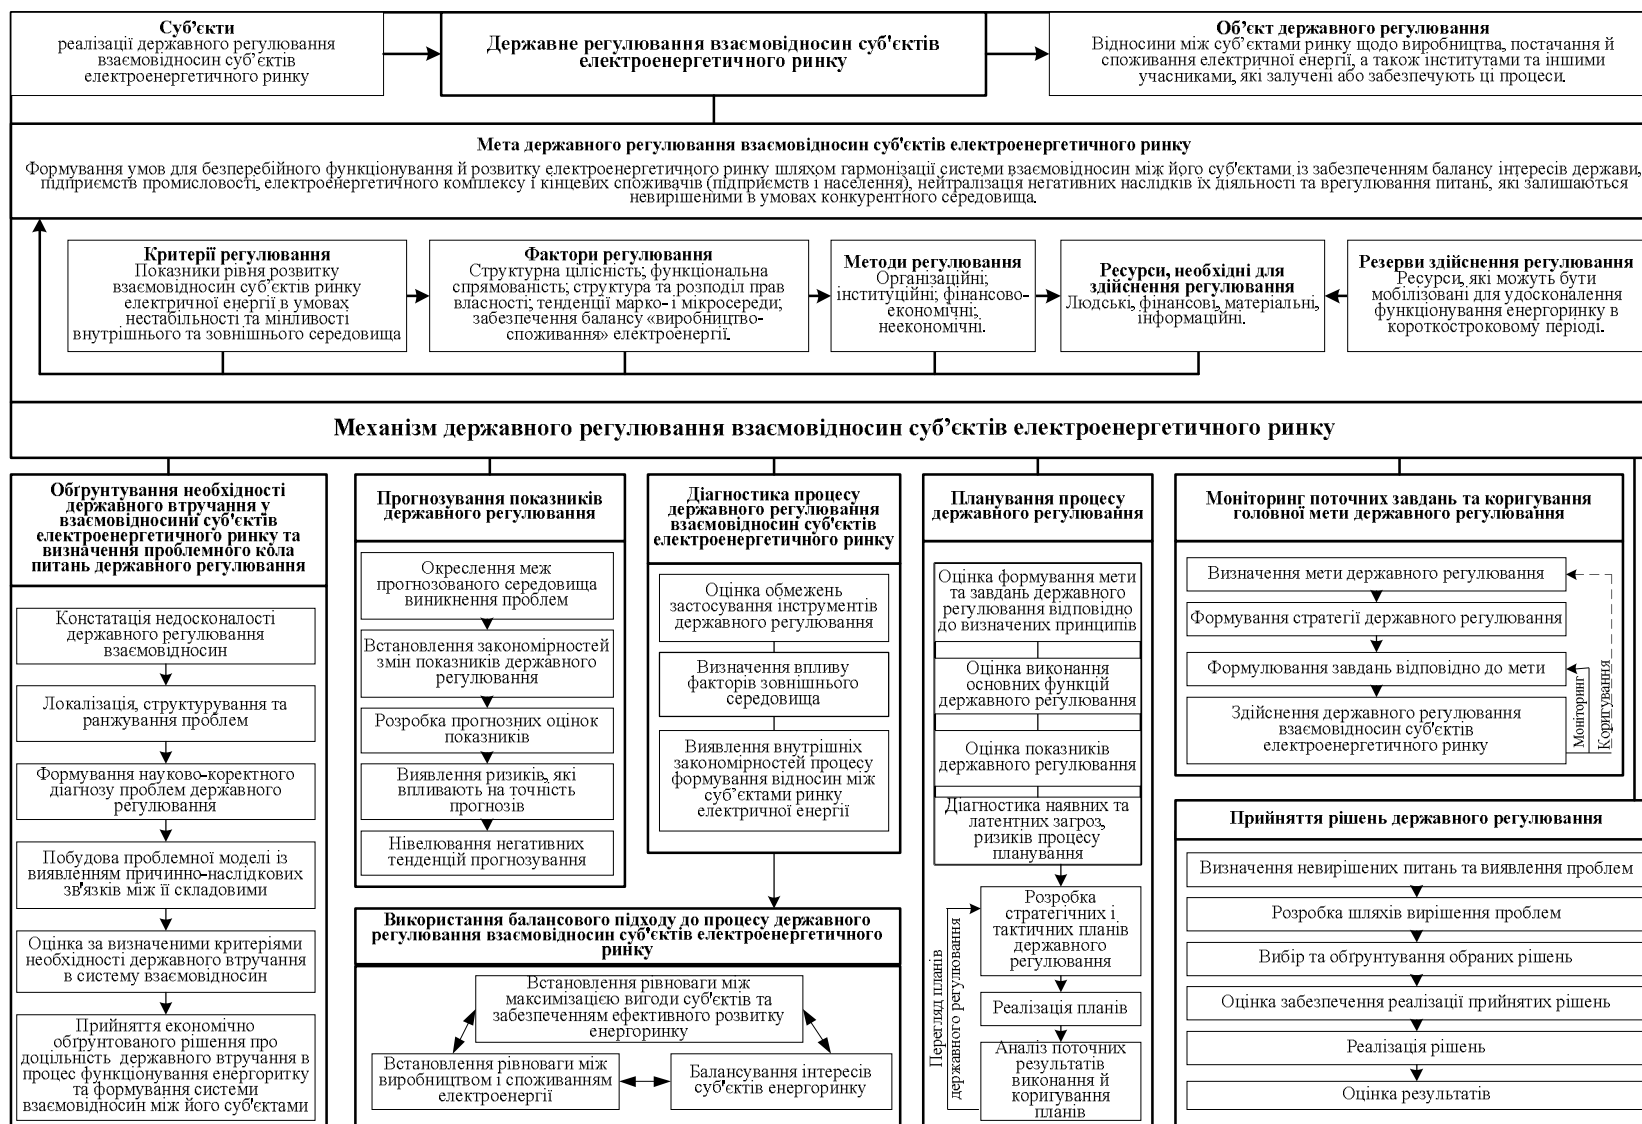 Суб’єкти
реалізації державного регулювання
взаємовідносин суб’єктів
електроенергетичного ринку
Державне регулювання взаємовідносин суб'єктів
електроенергетичного ринку
Об’єкт державного регулювання
Відносини між суб’єктами ринку щодо виробництва, постачання й
споживання електричної енергії, а також інститутами та іншими
учасниками, які залучені або забезпечують ці процеси.
Мета державного регулювання взаємовідносин суб'єктів електроенергетичного ринку
Формування умов для безперебійного функціонування й розвитку електроенергетичного ринку шляхом гармонізації системи взаємовідносин між його суб'єктами із забезпеченням балансу інтересів держави,
підприємств промисловості, електроенергетичного комплексу і кінцевих споживачів (підприємств і населення), нейтралізація негативних наслідків їх діяльності та врегулювання питань, які залишаються
невирішеними в умовах конкурентного середовища.
Критерії регулювання
Показники рівня розвитку
взаємовідносин суб’єктів ринку
електричної енергії в умовах
нестабільності та мінливості
внутрішнього та зовнішнього середовища
Фактори регулювання
Структурна цілісність; функціональна
спрямованість; структура та розподіл прав
власності; тенденції марко- і мікросереди;
забезпечення балансу «виробництво-
споживання» електроенергії.
Методи регулювання
Організаційні;
інституційні; фінансово-
економічні;
неекономічні.
Ресурси, необхідні для
здійснення регулювання
Людські, фінансові, матеріальні,
інформаційні.
Резерви здійснення регулювання
Ресурси, які можуть бути
мобілізовані для удосконалення
функціонування енергоринку в
короткостроковому періоді.
Механізм державного регулювання взаємовідносин суб’єктів електроенергетичного ринку
Обґрунтування необхідності
державного втручання у
взаємовідносини суб'єктів
електроенергетичного ринку та
визначення проблемного кола
питань державного регулювання
Констатація недосконалості
державного регулювання
взаємовідносин
Локалізація, структурування та
ранжування проблем
Формування науково-коректного
діагнозу проблем державного
регулювання
Побудова проблемної моделі із
виявленням причинно-наслідкових
зв'язків між її складовими
Оцінка за визначеними критеріями
необхідності державного втручання
в систему взаємовідносин
Прийняття економічно
обґрунтованого рішення про
доцільність державного втручання в
процес функціонування енергоритку
та формування системи
взаємовідносин між його суб'єктами
Прогнозування показників
державного регулювання
Окреслення меж
прогнозованого середовища
виникнення проблем
Встановлення закономірностей
змін показників державного
регулювання
Розробка прогнозних оцінок
показників
Виявлення ризиків, які
впливають на точність
прогнозів
Нівелювання негативних
тенденцій прогнозування
Діагностика процесу
державного регулювання
взаємовідносин суб'єктів
електроенергетичного ринку
Оцінка обмежень
застосування інструментів
державного регулювання
Визначення впливу
факторів зовнішнього
середовища
Виявлення внутрішніх
закономірностей процесу
формування відносин між
суб’єктами ринку
електричної енергії
Використання балансового підходу до процесу державного
регулювання взаємовідносин суб'єктів електроенергетичного
ринку
Встановлення рівноваги між
максимізацією вигоди суб'єктів та
забезпеченням ефективного розвитку
енергоринку
Встановлення рівноваги між
виробництвом і споживанням
електроенергії
Балансування інтересів
суб'єктів енергоринку
Планування процесу
державного регулювання
Оцінка формування мети
та завдань державного
регулювання відповідно
до визначених принципів
Оцінка виконання
основних функцій
державного регулювання
Оцінка показників
державного регулювання
Діагностика наявних та
латентних загроз,
ризиків процесу
планування
Розробка
стратегічних і
тактичних планів
державного
регулювання
Реалізація планів
Аналіз поточних
результатів
виконання й
коригування
планів
Перегляд планів
державного регулювання
Моніторинг поточних завдань та коригування
головної мети державного регулювання
Визначення мети державного регулювання
Формування стратегії державного регулювання
Формулювання завдань відповідно до мети
Здійснення державного регулювання
взаємовідносин суб'єктів
електроенергетичного ринку
Моніторинг
Коригування
Прийняття рішень державного регулювання
Визначення невирішених питань та виявлення проблем
Розробка шляхів вирішення проблем
Вибір та обґрунтування обраних рішень
Оцінка забезпечення реалізації прийнятих рішень
Реалізація рішень
Оцінка результатів